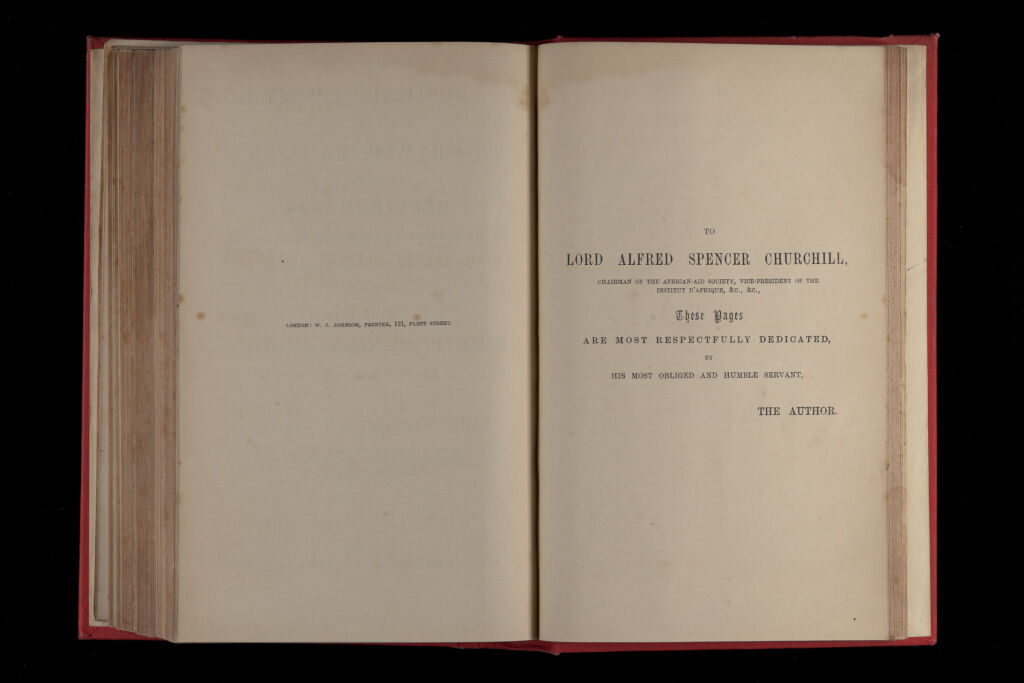 LONDON: W. J. JOHNSON, PRINTER, 121, FLEET STREET.
TO
LORD ALFRED SPENCER CHURCHILL,
CHAIRMAN OF THE AFRICAN-AID SOCIETY, VICE-PRESIDENT OF THE
INSTITUT D'AFRIQUE, &C., &C.,
These Pages
ARE MOST RESPECTFULLY DEDICATED,
BY
HIS MOST OBLIGED AND HUMBLE SERVANT,
THE AUTHOR.